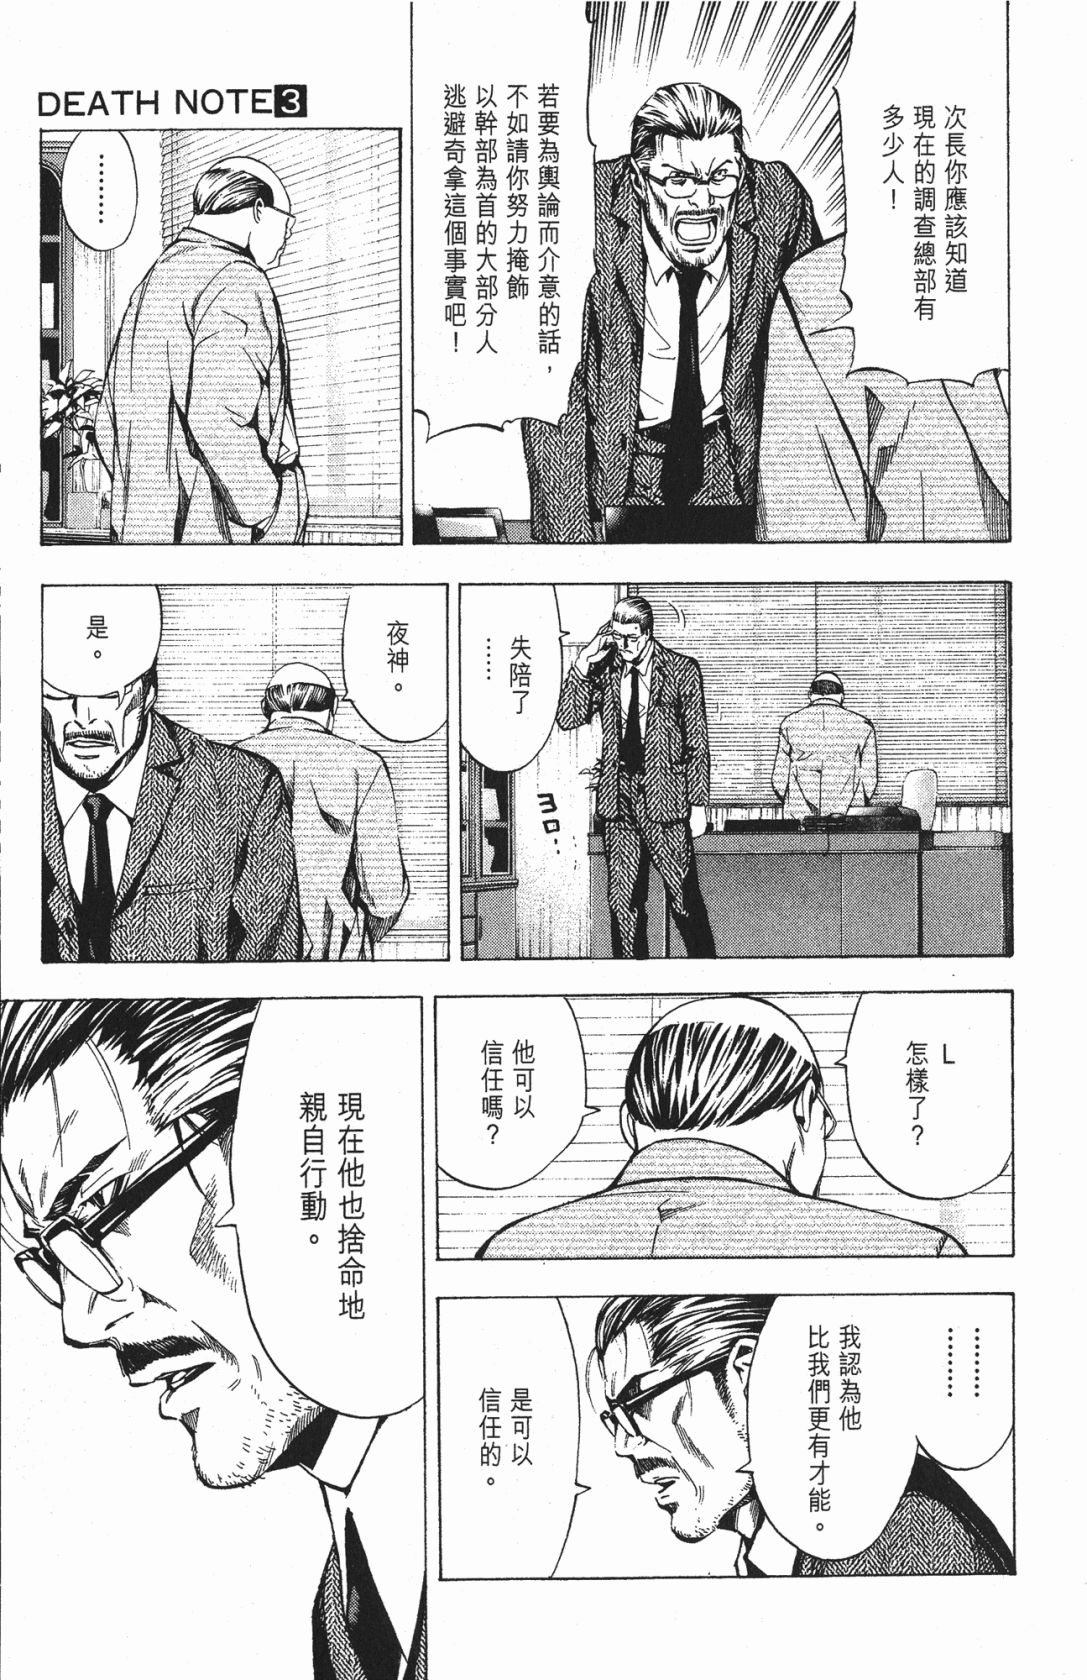 DEATH NOTE 3
次長你應該知道
現在的調查總部有
多少人！
若要為輿論而介意的話，
不如請你努力掩飾
以幹部為首的大部分人
逃避奇拿這個事實吧！
………
失陪了
……
ヨロ…
夜神。
是。
L
怎樣了？
他可以
信任嗎？
………
………
我認為他
比我們更有才能。
是可以
信任的。
現在他也捨命地
親自行動。